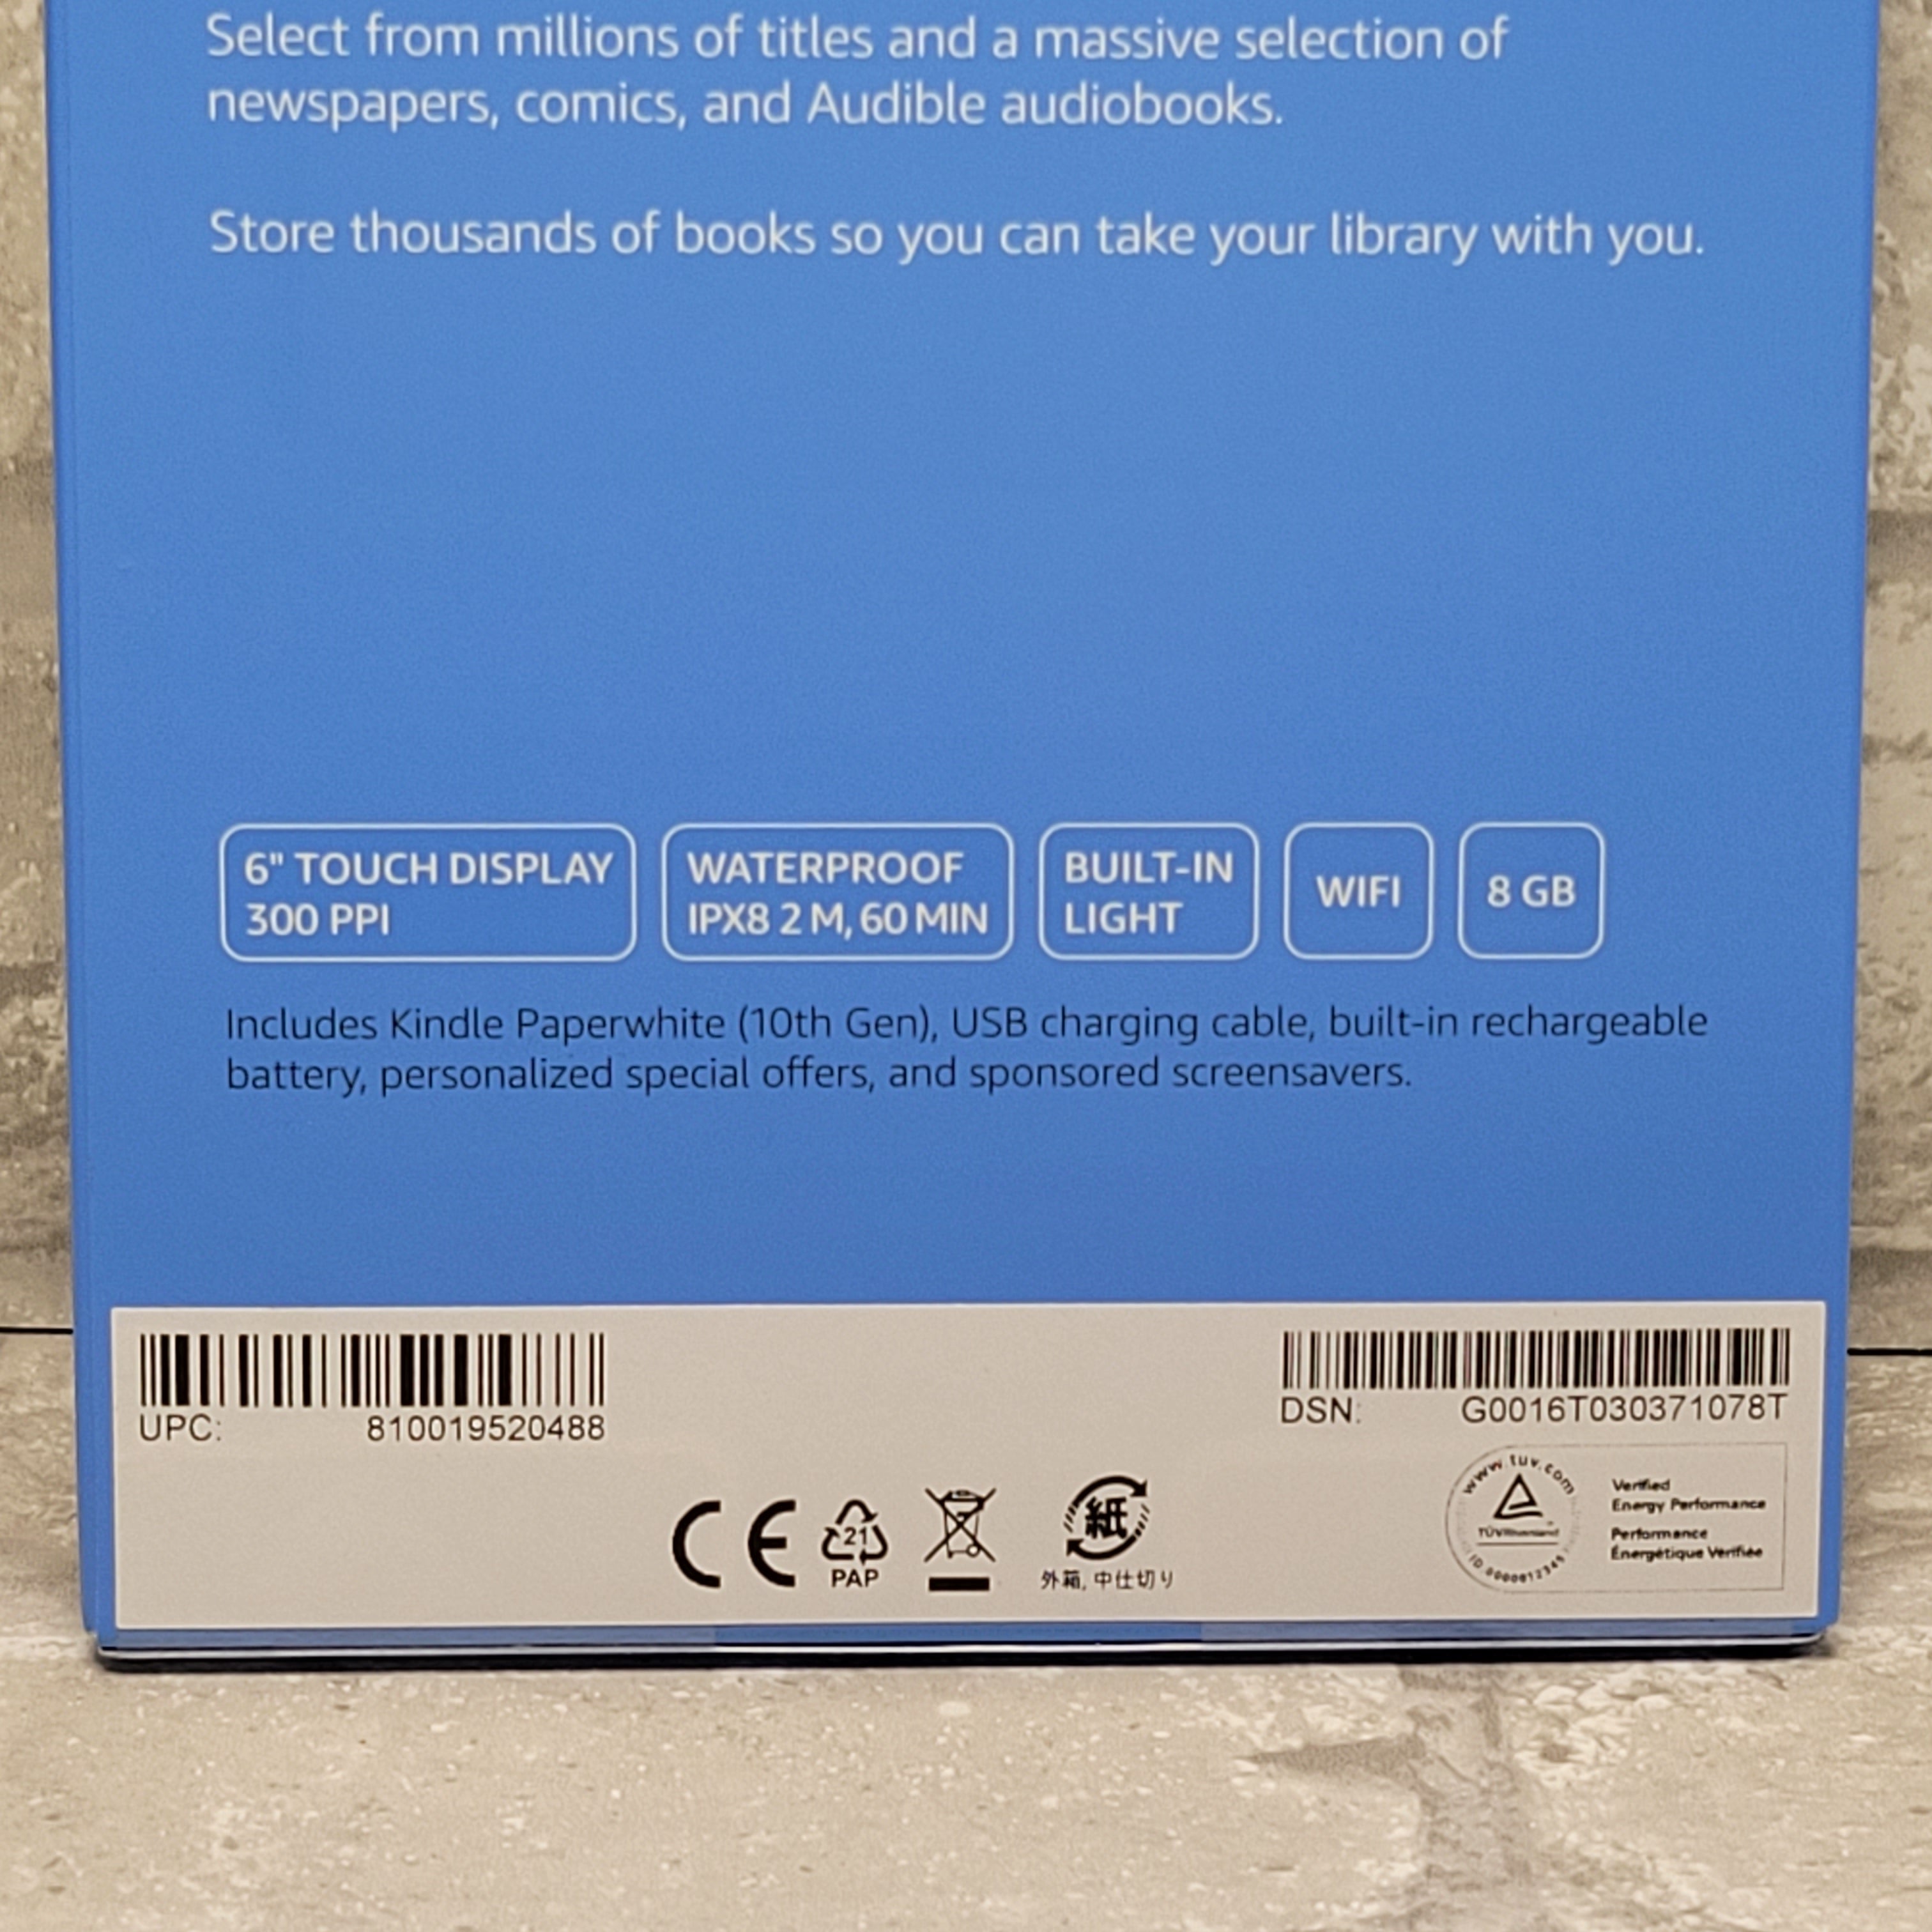 Select from millions of titles and a massive selection of
newspapers, comics, and Audible audiobooks.
Store thousands of books so you can take your library with you.
6" TOUCH DISPLAY
300 PPI
WATERPROOF
IPX8 2 M, 60 MIN
BUILT-IN
LIGHT
WIFI
8 GB
Includes Kindle Paperwhite (10th Gen), USB charging cable, built-in rechargeable
battery, personalized special offers, and sponsored screensavers.
UPC: 810019520488
DSN: G0016T030371078T
CE
21
PAP
紙
外箱, 中仕切り
www.tuv.com
TÜVRheinland
ID 0000012345
Verified
Energy Performance
Performance
Énergétique Vérifiée